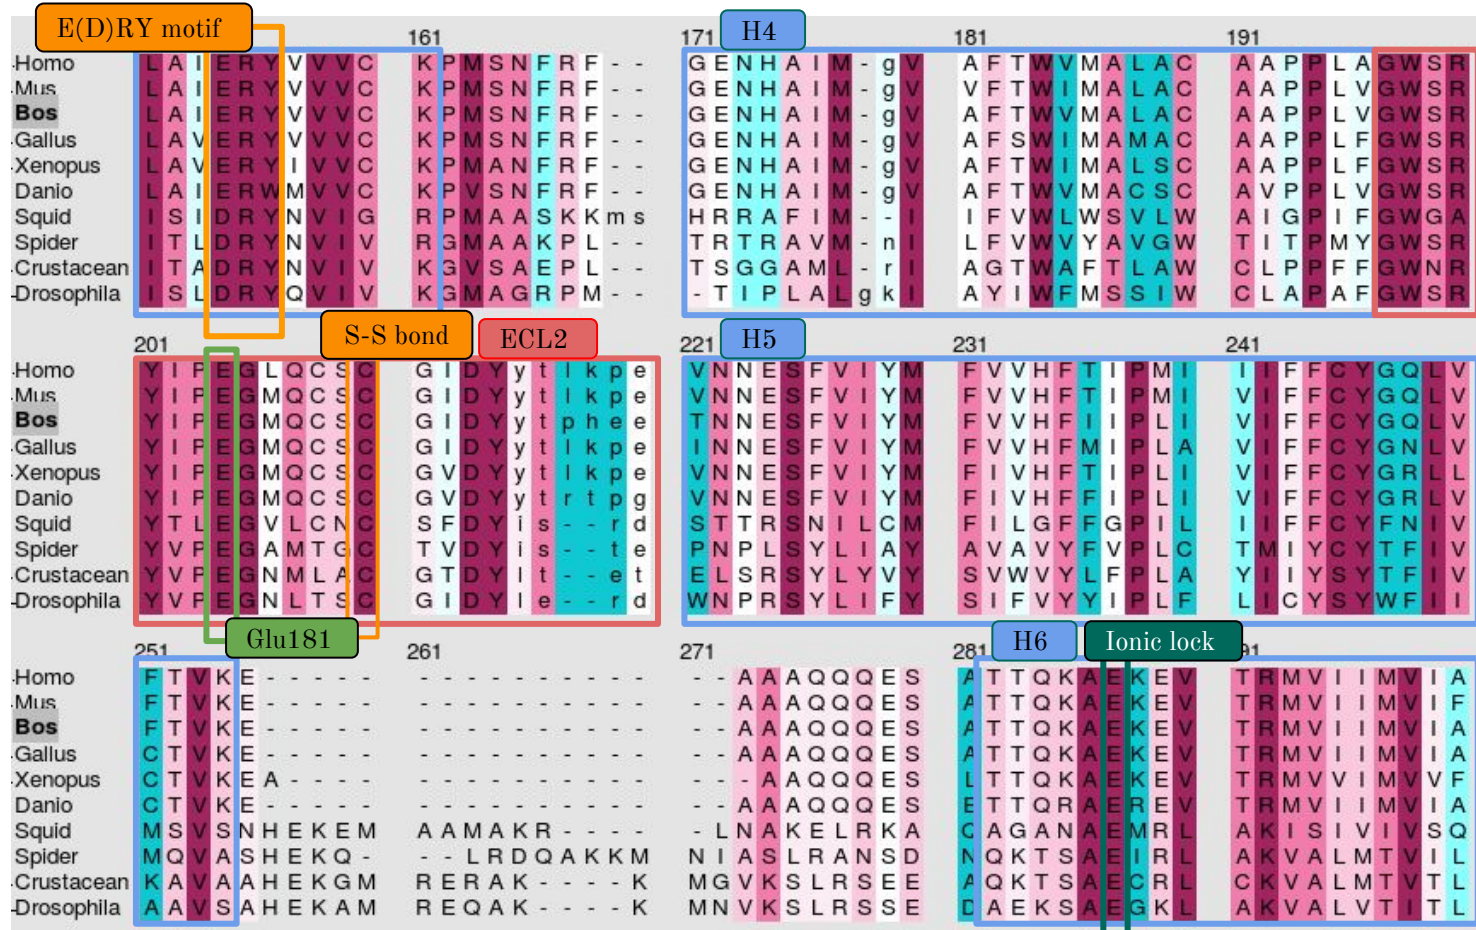 E(D)RY motif
161 171 H4 181 191
Homo L A I E R Y V V V C K P M S N F R F - - G E N H A I M - g V A F T W V M A L A C A A P P L A G W S R
Mus L A I E R Y V V V C K P M S N F R F - - G E N H A I M - g V V F T W I M A L A C A A P P L V G W S R
Bos L A I E R Y V V V C K P M S N F R F - - G E N H A I M - g V A F T W V M A L A C A A P P L V G W S R
Gallus L A V E R Y V V V C K P M S N F R F - - G E N H A I M - g V A F S W I M A M A C A A P P L F G W S R
Xenopus L A V E R Y I V V C K P M A N F R F - - G E N H A I M - g V A F T W I M A L S C A A P P L F G W S R
Danio L A I E R W M V V C K P V S N F R F - - G E N H A I M - g V A F T W V M A C S C A V P P L V G W S R
Squid I S I D R Y N V I G R P M A A S K K m s H R R A F I M - - I I F V W L W S V L W A I G P I F G W G A
Spider I T L D R Y N V I V R G M A A K P L - - T R T R A V M - n I L F V W V Y A V G W T I T P M Y G W S R
Crustacean I T A D R Y N V I V K G V S A E P L - - T S G G A M L - r I A G T W A F T L A W C L P P F F G W N R
Drosophila I S L D R Y Q V I V K G M A G R P M - - - T I P L A L g k I A Y I W F M S S I W C L A P A F G W S R
201 S-S bond ECL2 221 H5 231 241
Homo Y I P E G L Q C S C G I D Y y t l k p e V N N E S F V I Y M F V V H F T I P M I I I F F C Y G Q L V
Mus Y I P E G M Q C S C G I D Y y t l k p e V N N E S F V I Y M F V V H F T I P M I V I F F C Y G Q L V
Bos Y I P E G M Q C S C G I D Y y t p h e e T N N E S F V I Y M F V V H F I I P L I V I F F C Y G Q L V
Gallus Y I P E G M Q C S C G I D Y y t l k p e I N N E S F V I Y M F V V H F M I P L A V I F F C Y G N L V
Xenopus Y I P E G M Q C S C G V D Y y t l k p e V N N E S F V I Y M F I V H F T I P L I V I F F C Y G R L L
Danio Y I P E G M Q C S C G V D Y y t r t p g V N N E S F V I Y M F I V H F F I P L I V I F F C Y G R L V
Squid Y T L E G V L C N C S F D Y i s - - r d S T T R S N I L C M F I L G F F G P I L I I F F C Y F N I V
Spider Y V P E G A M T G C T V D Y i s - - t e P N P L S Y L I A Y A V A V Y F V P L C T M I Y C Y T F I V
Crustacean Y V P E G N M L A C G T D Y l t - - e t E L S R S Y L Y V Y S V W V Y L F P L A Y I I Y S Y T F I V
Drosophila Y V P E G N L T S C G I D Y l e - - r d W N P R S Y L I F Y S I F V Y Y I P L F L I C Y S Y W F I I
251 Glu181 261 271 281 H6 Ionic lock 91
Homo F T V K E - - - - - - - - - - - - - - - - - A A A Q Q Q E S A T T Q K A E K E V T R M V I I M V I A
Mus F T V K E - - - - - - - - - - - - - - - - - A A A Q Q Q E S A T T Q K A E K E V T R M V I I M V I F
Bos F T V K E - - - - - - - - - - - - - - - - - A A A Q Q Q E S A T T Q K A E K E V T R M V I I M V I A
Gallus C T V K E - - - - - - - - - - - - - - - - - A A A Q Q Q E S A T T Q K A E K E V T R M V I I M V I A
Xenopus C T V K E A - - - - - - - - - - - - - - - - - A A Q Q Q E S L T T Q K A E K E V T R M V V I M V V F
Danio C T V K E - - - - - - - - - - - - - - - - - A A A Q Q Q E S E T T Q R A E R E V T R M V I I M V I A
Squid M S V S N H E K E M A A M A K R - - - - - L N A K E L R K A Q A G A N A E M R L A K I S I V I V S Q
Spider M Q V A S H E K Q - - - L R D Q A K K M N I A S L R A N S D N Q K T S A E I R L A K V A L M T V I L
Crustacean K A V A A H E K G M R E R A K - - - - K M G V K S L R S E E A Q K T S A E C R L C K V A L M T V T L
Drosophila A A V S A H E K A M R E Q A K - - - - K M N V K S L R S S E D A E K S A E G K L A K V A L V T I T L